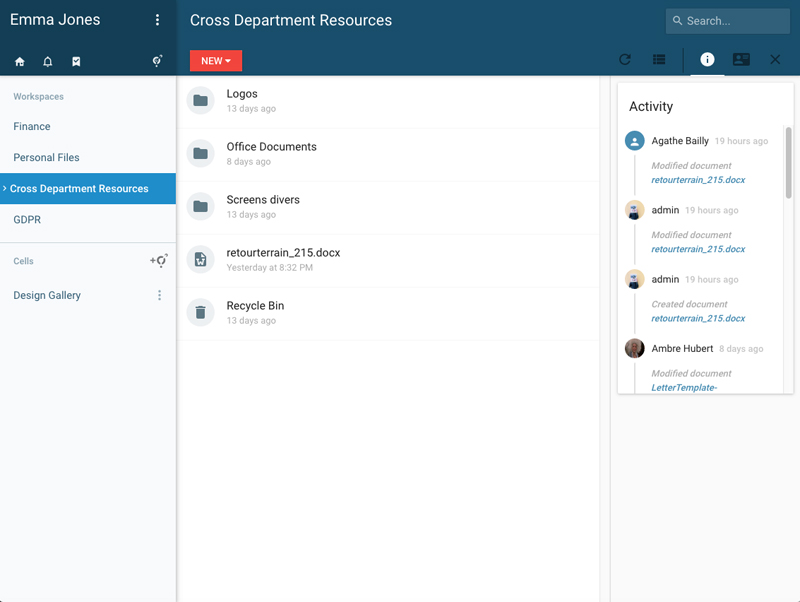 Emma Jones
Cross Department Resources
Search...
NEW
Workspaces
Finance
Personal Files
Cross Department Resources
GDPR
Cells
Design Gallery
Logos
13 days ago
Office Documents
8 days ago
Screens divers
13 days ago
retourterrain_215.docx
Yesterday at 8:32 PM
Recycle Bin
13 days ago
Activity
Agathe Bailly 19 hours ago
Modified document
retourterrain_215.docx
admin 19 hours ago
Modified document
retourterrain_215.docx
admin 19 hours ago
Created document
retourterrain_215.docx
Ambre Hubert 8 days ago
Modified document
LetterTemplate-